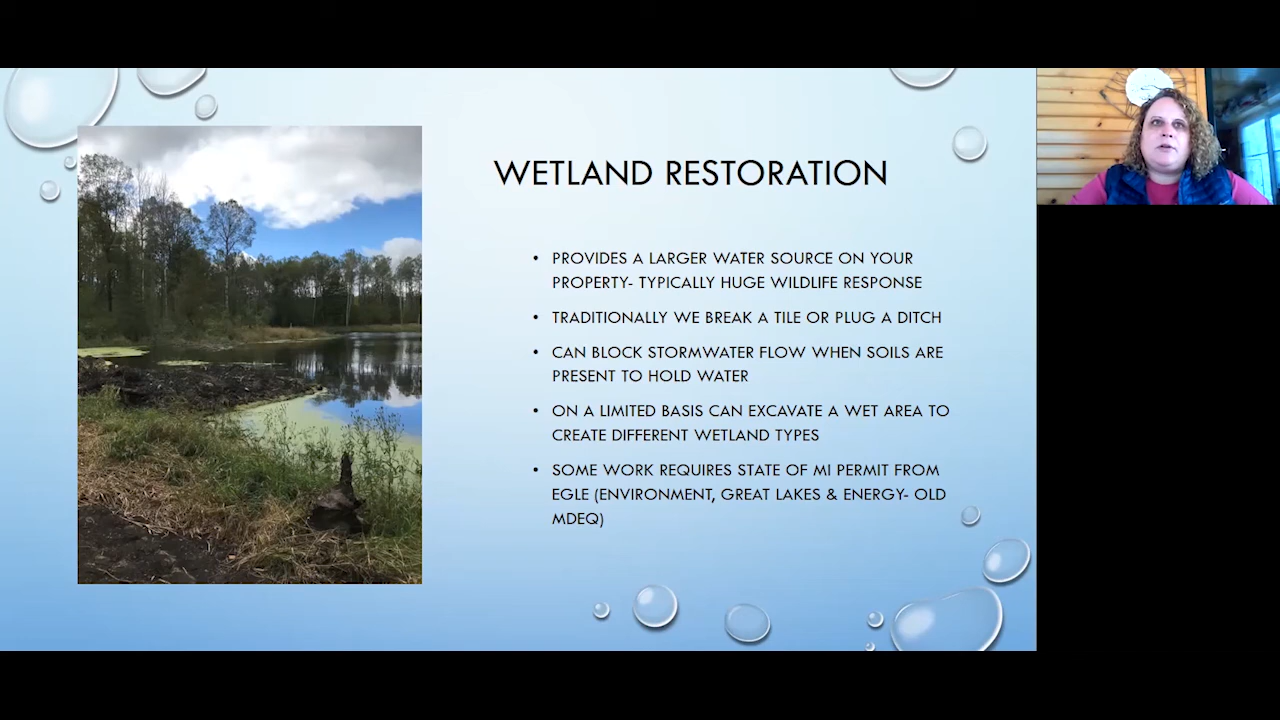 WETLAND RESTORATION
• PROVIDES A LARGER WATER SOURCE ON YOUR
PROPERTY- TYPICALLY HUGE WILDLIFE RESPONSE
• TRADITIONALLY WE BREAK A TILE OR PLUG A DITCH
• CAN BLOCK STORMWATER FLOW WHEN SOILS ARE
PRESENT TO HOLD WATER
• ON A LIMITED BASIS CAN EXCAVATE A WET AREA TO
CREATE DIFFERENT WETLAND TYPES
• SOME WORK REQUIRES STATE OF MI PERMIT FROM
EGLE (ENVIRONMENT, GREAT LAKES & ENERGY- OLD
MDEQ)